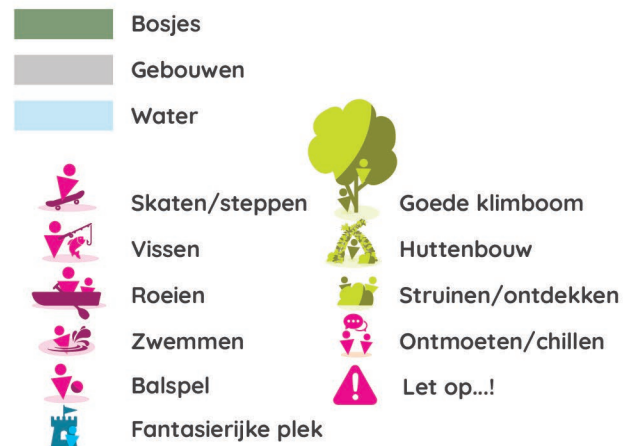 Bosjes
Gebouwen
Water
Skaten/steppen
Vissen
Roeien
Zwemmen
Balspel
Fantasierijke plek
Goede klimboom
Huttenbouw
Struinen/ontdekken
Ontmoeten/chillen
Let op...!